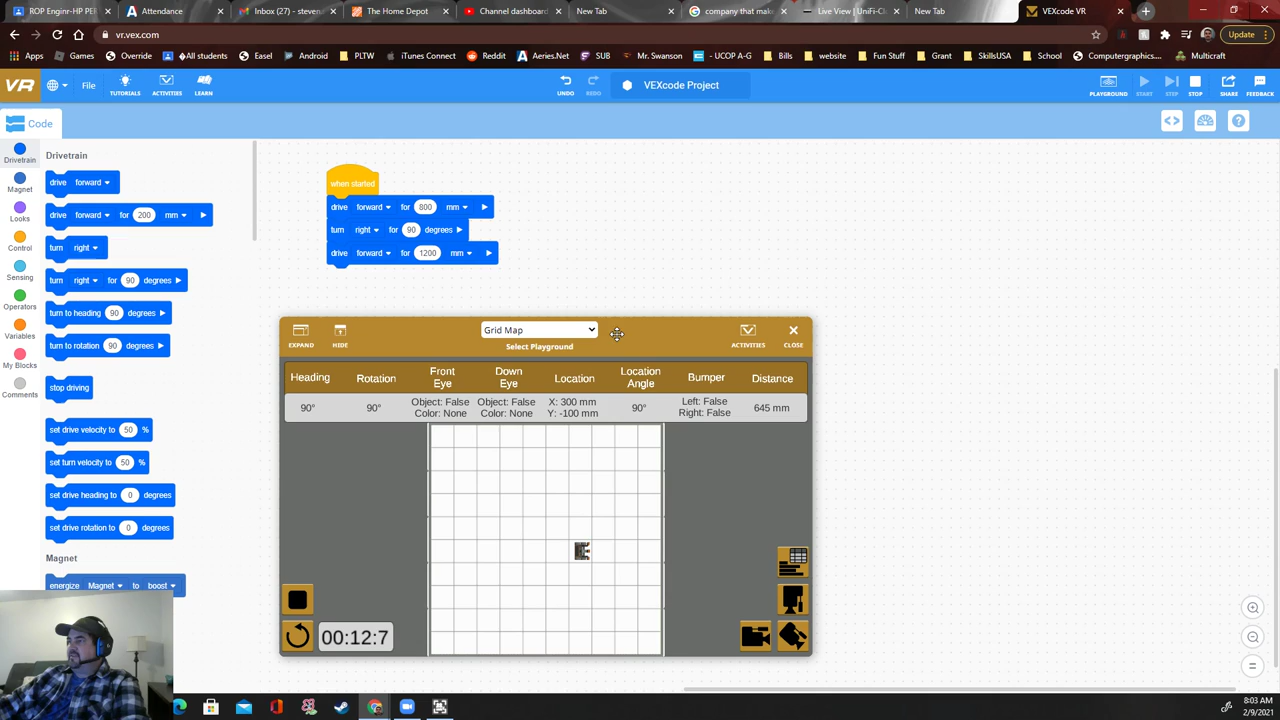 ROP Engin-HP PE
Attendance
Inbox (27) - steven
The Home Depot
Channel dashboard
New Tab
company that make
Live View | UniFi-Cl
New Tab
VEXcode VR
vr.vex.com
Update
Apps
Games
Override
All students
Easel
Android
PLTW
iTunes Connect
Reddit
Aeries.Net
SUB
Mr. Swanson
UCOP A-G
Bills
website
Fun Stuff
Grant
SkillsUSA
School
Computergraphics...
Multicraft
VR
File
TUTORIALS
ACTIVITIES
LEARN
UNDO
REDO
VEXcode Project
PLAYGROUND
START
STEP
STOP
SHARE
FEEDBACK
Code
Drivetrain
Magnet
Looks
Control
Sensing
Operators
Variables
My Blocks
Comments
Drivetrain
drive forward
drive forward for 200 mm
turn right
turn right for 90 degrees
turn to heading 90 degrees
turn to rotation 90 degrees
stop driving
set drive velocity to 50 %
set turn velocity to 50 %
set drive heading to 0 degrees
set drive rotation to 0 degrees
Magnet
energize Magnet to boost
when started
drive forward for 800 mm
turn right for 90 degrees
drive forward for 1200 mm
EXPAND
HIDE
Grid Map
Select Playground
ACTIVITIES
CLOSE
Heading Rotation Front Eye Down Eye Location Location Angle Bumper Distance
90° 90° Object: False Color: None Object: False Color: None X: 300 mm Y: -100 mm 90° Left: False Right: False 645 mm
00:12:7
8:03 AM
2/9/2021